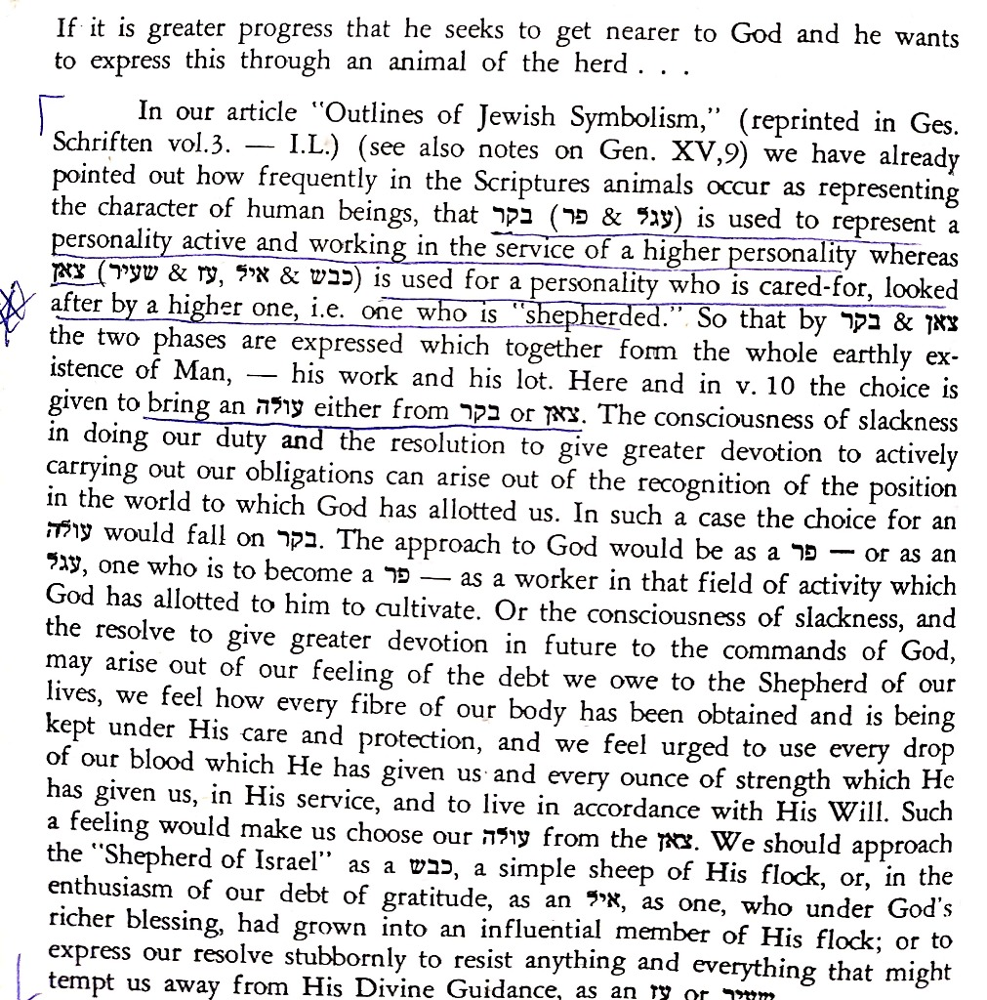 If it is greater progress that he seeks to get nearer to God and he wants
to express this through an animal of the herd . . .
In our article "Outlines of Jewish Symbolism," (reprinted in Ges.
Schriften vol.3. — I.L.) (see also notes on Gen. XV,9) we have already
pointed out how frequently in the Scriptures animals occur as representing
the character of human beings, that בקר (עגל & פר) is used to represent a
personality active and working in the service of a higher personality whereas
צאן (כבש & איל, עז & שעיר) is used for a personality who is cared-for, looked
after by a higher one, i.e. one who is "shepherded." So that by צאן & בקר
the two phases are expressed which together form the whole earthly ex-
istence of Man, — his work and his lot. Here and in v. 10 the choice is
given to bring an עולה either from בקר or צאן. The consciousness of slackness
in doing our duty and the resolution to give greater devotion to actively
carrying out our obligations can arise out of the recognition of the position
in the world to which God has allotted us. In such a case the choice for an
עולה would fall on בקר. The approach to God would be as a פר — or as an
עגל, one who is to become a פר — as a worker in that field of activity which
God has allotted to him to cultivate. Or the consciousness of slackness, and
the resolve to give greater devotion in future to the commands of God,
may arise out of our feeling of the debt we owe to the Shepherd of our
lives, we feel how every fibre of our body has been obtained and is being
kept under His care and protection, and we feel urged to use every drop
of our blood which He has given us and every ounce of strength which He
has given us, in His service, and to live in accordance with His Will. Such
a feeling would make us choose our עולה from the צאן. We should approach
the "Shepherd of Israel" as a כבש, a simple sheep of His flock, or, in the
enthusiasm of our debt of gratitude, as an איל, as one, who under God's
richer blessing, had grown into an influential member of His flock; or to
express our resolve stubbornly to resist anything and everything that might
tempt us away from His Divine Guidance, as an עז or שעיר